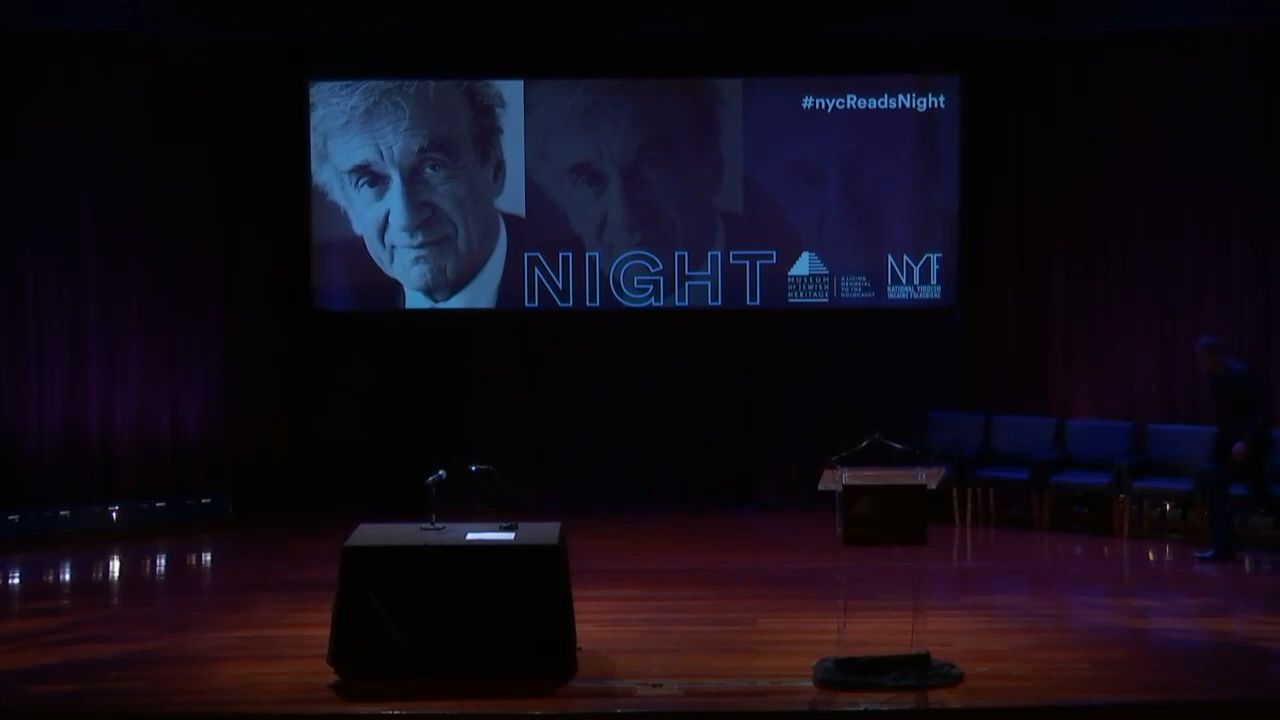 #nycReadsNight
NIGHT
MUSEUM
OF JEWISH
HERITAGE
A LIVING
MEMORIAL
TO THE
HOLOCAUST
NYTF
NATIONAL YIDDISH
THEATRE FOLKSBIENE